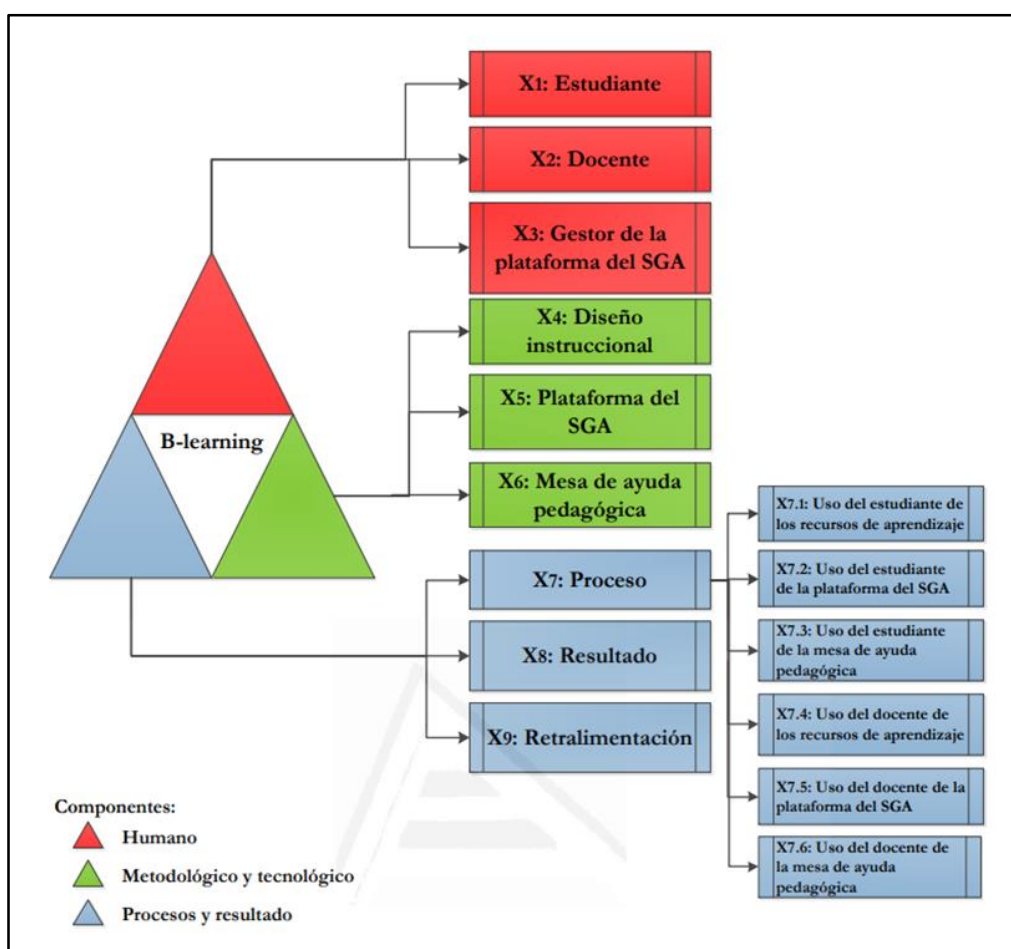 X1: Estudiante
X2: Docente
X3: Gestor de la
plataforma del SGA
X4: Diseño
instruccional
X5: Plataforma del
SGA
X6: Mesa de ayuda
pedagógica
B-learning
X7: Proceso
X8: Resultado
X9: Retralimentación
X7.1: Uso del estudiante de
los recursos de aprendizaje
X7.2: Uso del estudiante
de la plataforma del SGA
X7.3: Uso del estudiante
de la mesa de ayuda
pedagógica
X7.4: Uso del docente de
los recursos de aprendizaje
X7.5: Uso del docente de la
plataforma del SGA
X7.6: Uso del docente de
la mesa de ayuda
pedagógica
Componentes:
Humano
Metodológico y tecnológico
Procesos y resultado